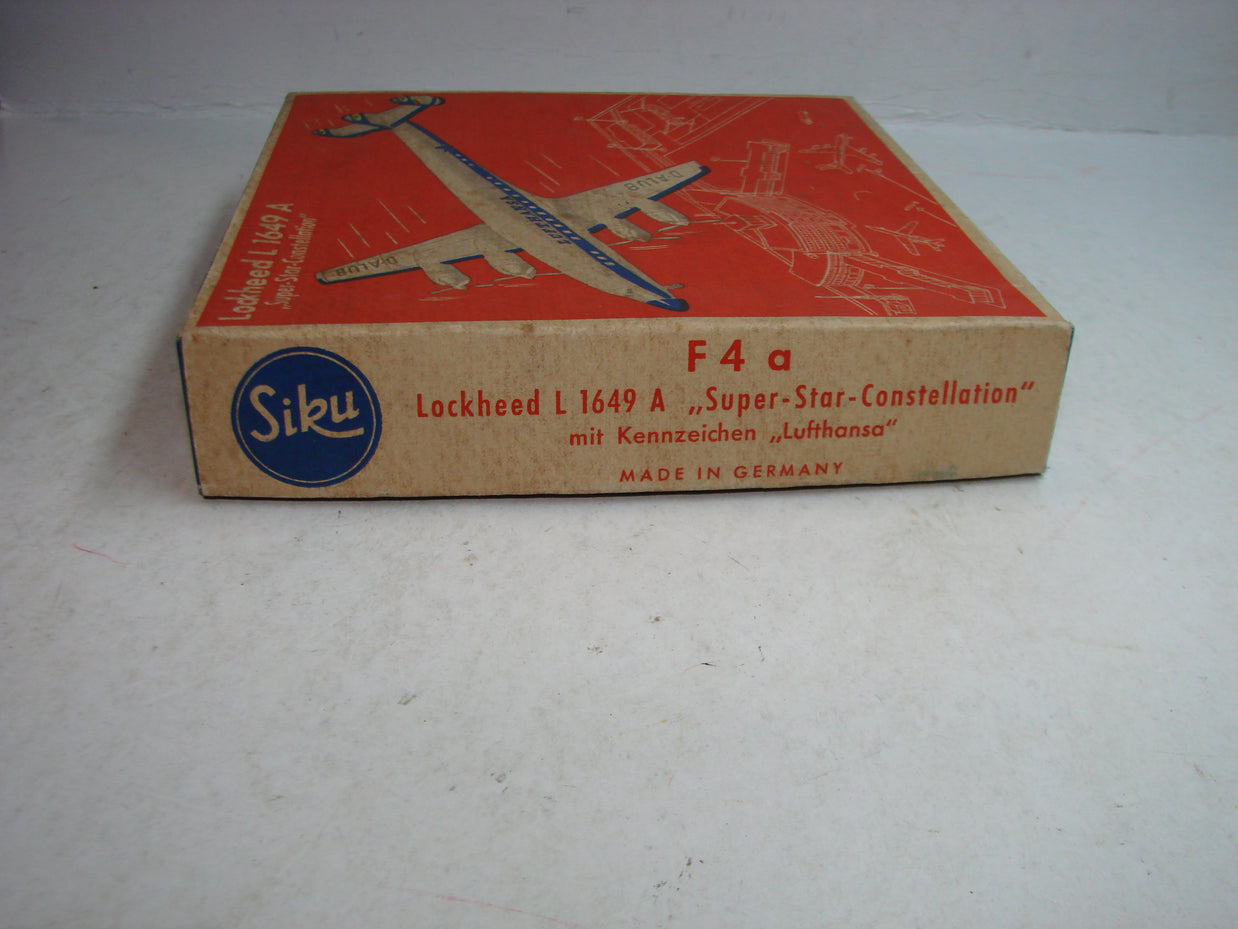 Lockheed L 1649 A
„Super-Star-Constellation“
D-ALUB
LUFTHANSA
D-ALUB
Siku
F 4 a
Lockheed L 1649 A „Super-Star-Constellation“
mit Kennzeichen „Lufthansa“
MADE IN GERMANY